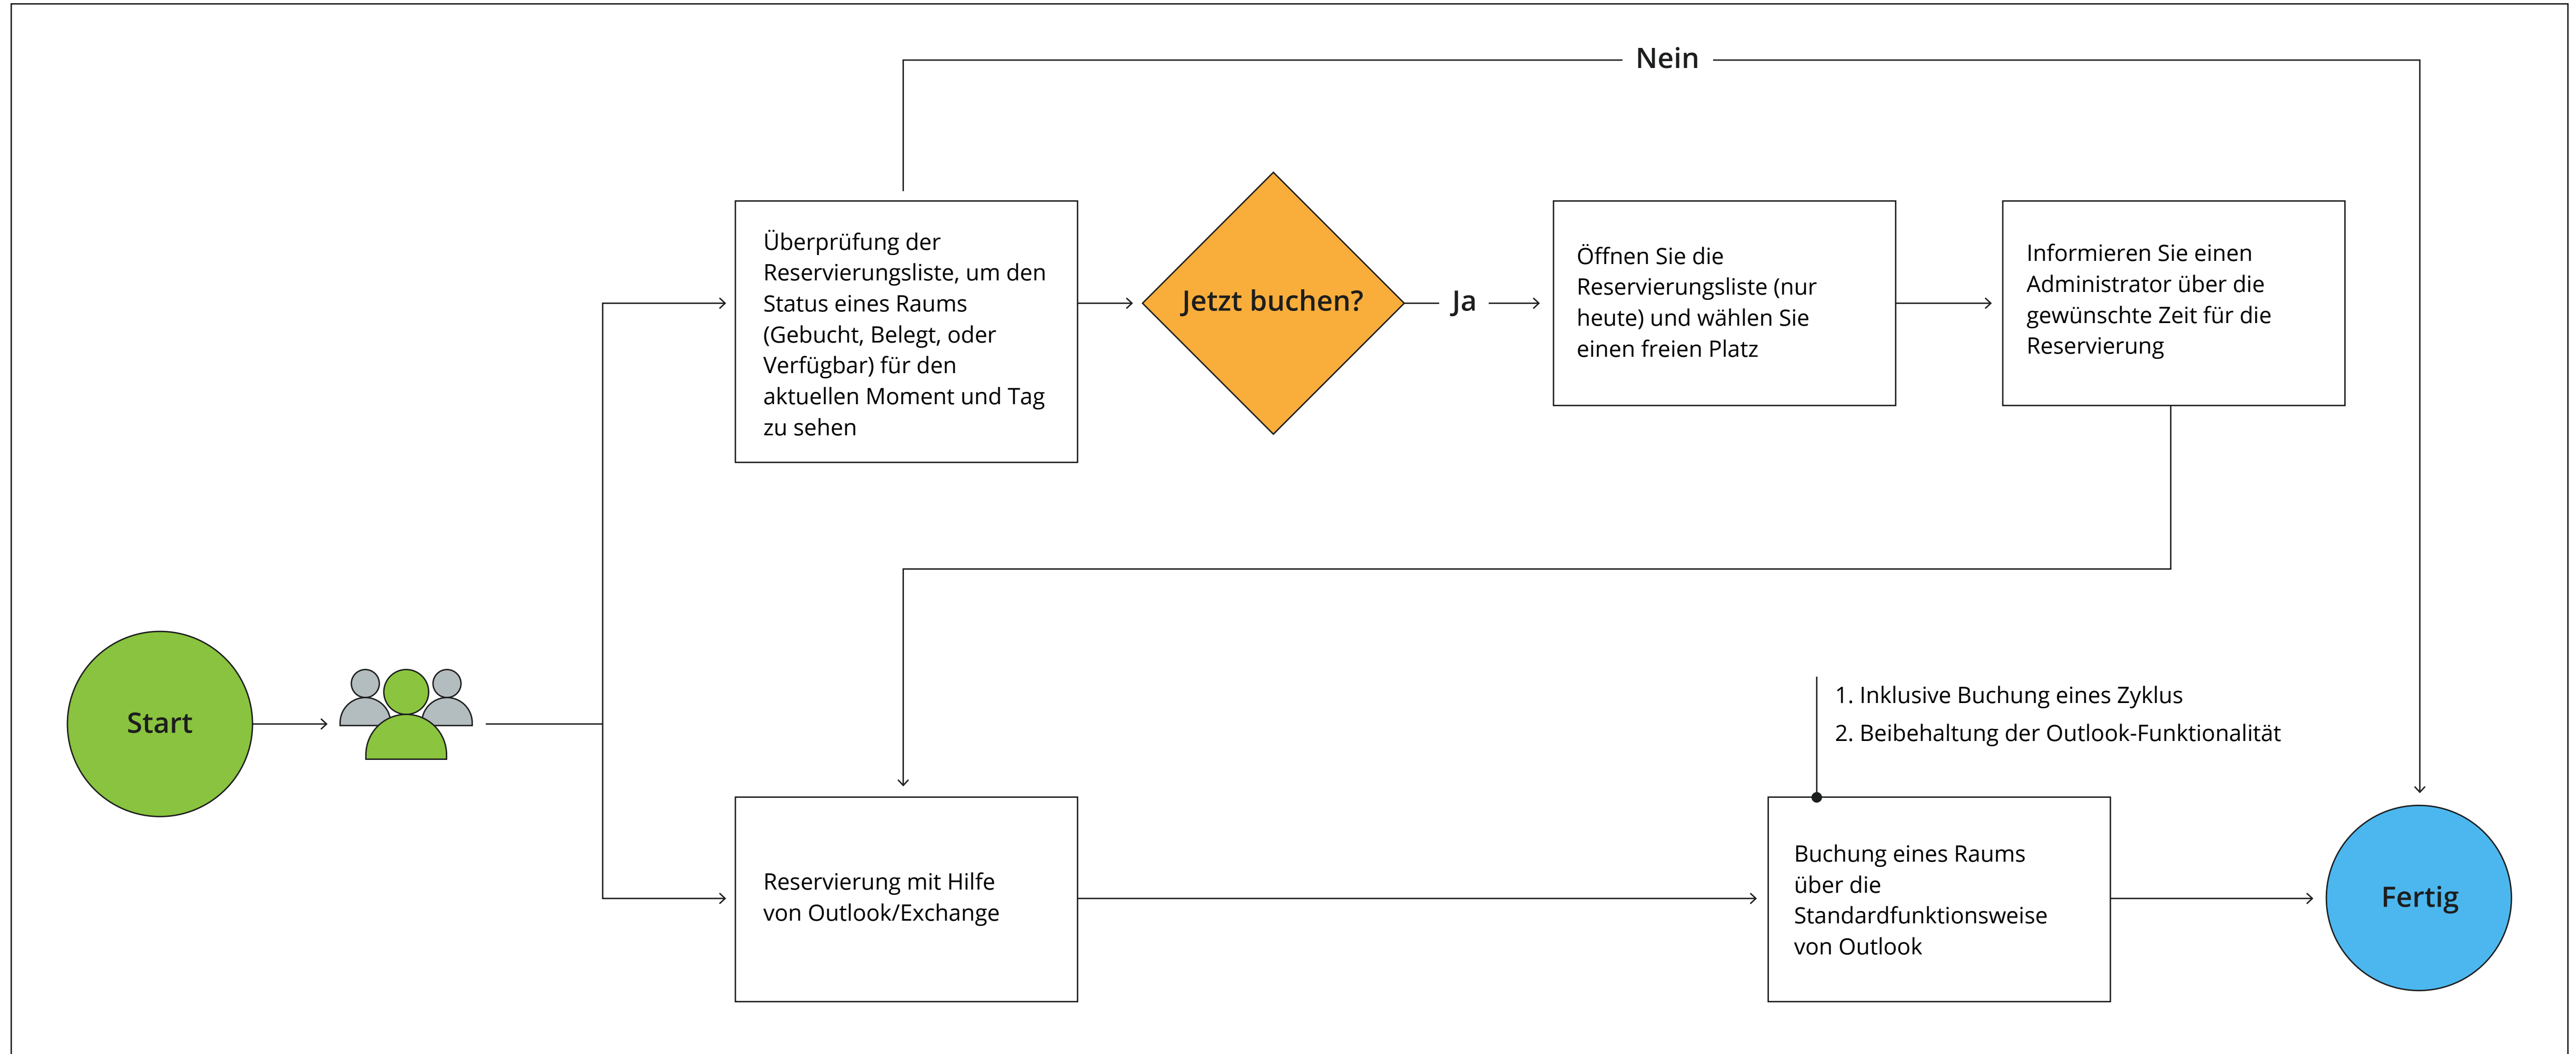 Nein
Überprüfung der
Reservierungsliste, um den
Status eines Raums
(Gebucht, Belegt, oder
Verfügbar) für den
aktuellen Moment und Tag
zu sehen
Jetzt buchen?
Ja
Öffnen Sie die
Reservierungsliste (nur
heute) und wählen Sie
einen freien Platz
Informieren Sie einen
Administrator über die
gewünschte Zeit für die
Reservierung
Start
1. Inklusive Buchung eines Zyklus
2. Beibehaltung der Outlook-Funktionalität
Reservierung mit Hilfe
von Outlook/Exchange
Buchung eines Raums
über die
Standardfunktionsweise
von Outlook
Fertig